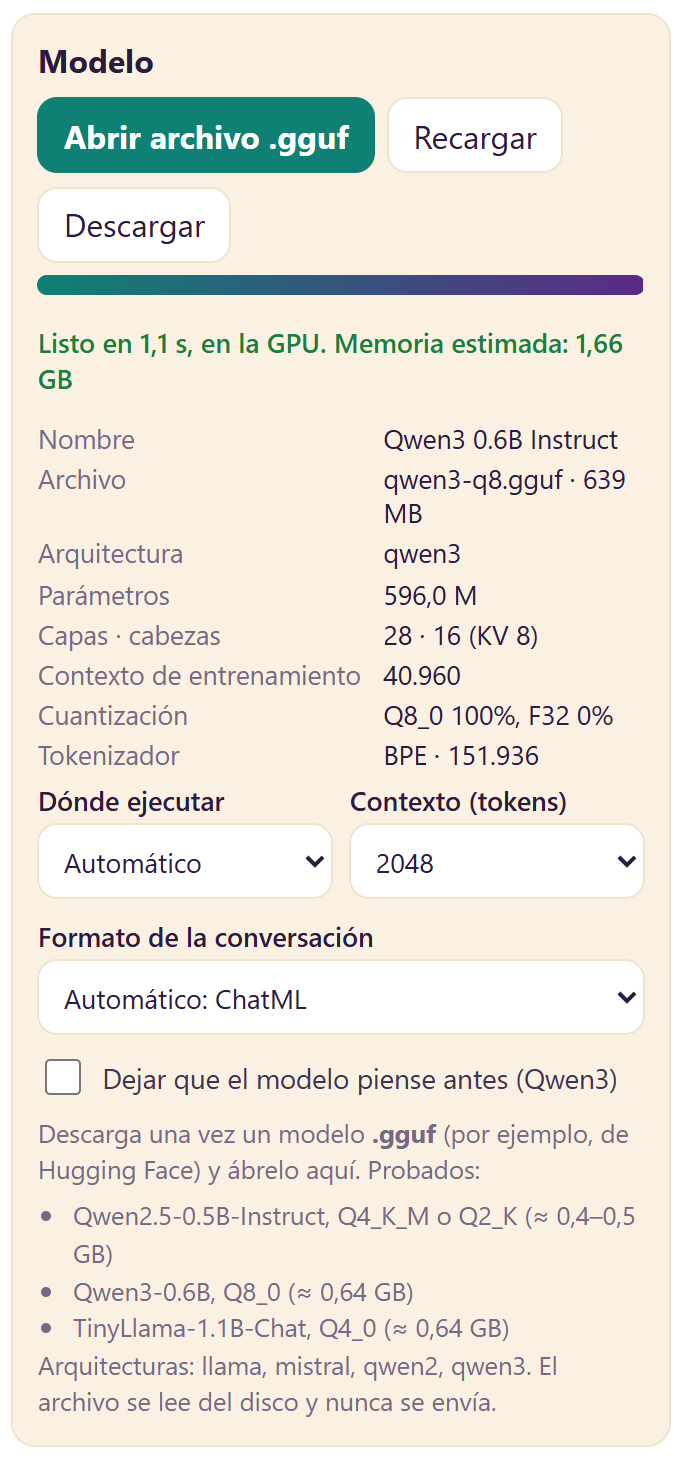 Modelo
Abrir archivo .gguf
Recargar
Descargar
Listo en 1,1 s, en la GPU. Memoria estimada: 1,66
GB
Nombre Qwen3 0.6B Instruct
Archivo qwen3-q8.gguf · 639
MB
Arquitectura qwen3
Parámetros 596,0 M
Capas · cabezas 28 · 16 (KV 8)
Contexto de entrenamiento 40.960
Cuantización Q8_0 100%, F32 0%
Tokenizador BPE · 151.936
Dónde ejecutar Contexto (tokens)
Automático 2048
Formato de la conversación
Automático: ChatML
Dejar que el modelo piense antes (Qwen3)
Descarga una vez un modelo .gguf (por ejemplo, de
Hugging Face) y ábrelo aquí. Probados:
• Qwen2.5-0.5B-Instruct, Q4_K_M o Q2_K (≈ 0,4–0,5
GB)
• Qwen3-0.6B, Q8_0 (≈ 0,64 GB)
• TinyLlama-1.1B-Chat, Q4_0 (≈ 0,64 GB)
Arquitecturas: llama, mistral, qwen2, qwen3. El
archivo se lee del disco y nunca se envía.